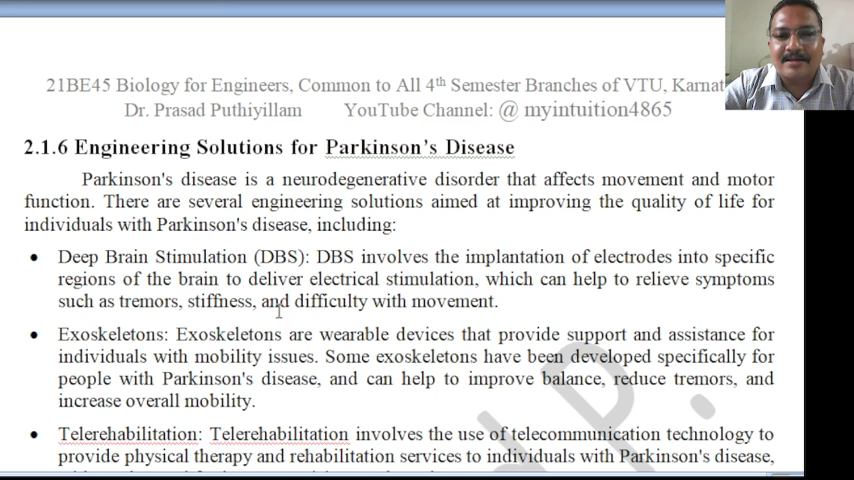 21BE45 Biology for Engineers, Common to All 4th Semester Branches of VTU,
Dr. Prasad Puthiyillam YouTube Channel: @ myintuition4865
2.1.6 Engineering Solutions for Parkinson's Disease
Parkinson's disease is a neurodegenerative disorder that affects movement and motor
function. There are several engineering solutions aimed at improving the quality of life for
individuals with Parkinson's disease, including:
• Deep Brain Stimulation (DBS): DBS involves the implantation of electrodes into specific
regions of the brain to deliver electrical stimulation, which can help to relieve symptoms
such as tremors, stiffness, and difficulty with movement.
• Exoskeletons: Exoskeletons are wearable devices that provide support and assistance for
individuals with mobility issues. Some exoskeletons have been developed specifically for
people with Parkinson's disease, and can help to improve balance, reduce tremors, and
increase overall mobility.
• Telerehabilitation: Telerehabilitation involves the use of telecommunication technology to
provide physical therapy and rehabilitation services to individuals with Parkinson's disease,